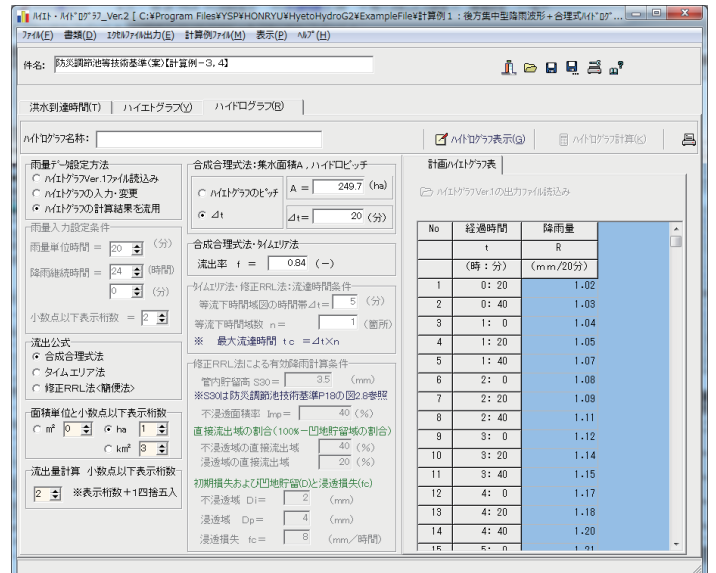 ハイエト・ハイドログラフ_Ver.2 [ C:¥Program Files¥YSP¥HONRYU¥HyetoHydroG2¥ExampleFile¥計算例1：後方集中型降雨波形+合理式ハイドログ...
ファイル(F) 書類(D) エクセルファイル出力(E) 計算例ファイル(M) 表示(P) ヘルプ(H)
件名: 防災調節池等技術基準(案)【計算例－3,4】
洪水到達時間(T) | ハイエトグラフ(Y) ハイドログラフ(R) |
ハイドログラフ名称:
ハイドログラフ表示(G) ハイドログラフ計算(K)
雨量データ設定方法
ハイエトグラフVer.1ファイル読込み
ハイエトグラフの入力・変更
ハイエトグラフの計算結果を流用
雨量入力設定条件
雨量単位時間 = 20 (分)
降雨継続時間 = 24 (時間)
0 (分)
小数点以下表示桁数 = 2
流出公式
合成合理式法
タイムエリア法
修正RRL法<簡便法>
面積単位と小数点以下表示桁数
m² 0 ha 1
km² 3
流出量計算 小数点以下表示桁数
2 ※表示桁数+1四捨五入
合成合理式法:集水面積A,ハイドロピッチ
ハイエトグラフのピッチ A = 249.7 (ha)
⊿t ⊿t= 20 (分)
合成合理式法・タイムエリア法
流出率 f = 0.84 (－)
タイムエリア法・修正RRL法:流達時間条件
等流下時間域図の時間帯⊿t= 5 (分)
等流下時間域数 n= 1 (箇所)
※ 最大流達時間 tc =⊿t×n
修正RRL法による有効降雨計算条件
管内貯留高 S30= 3.5 (mm)
※S30は防災調節池技術基準P18の図2.8参照
不浸透面積率 Imp= 40 (%)
直接流出域の割合(100%－凹地貯留域の割合)
不浸透域の直接流出域 40 (%)
浸透域の直接流出域 20 (%)
初期損失および凹地貯留(D)と浸透損失(fc)
不浸透域 Di= 2 (mm)
浸透域 Dp= 4 (mm)
浸透損失 fc= 8 (mm/時間)
計画ハイエトグラフ表
ハイエトグラフVer.1の出力ファイル読込み
No 経過時間 降雨量
t R
(時:分) (mm/20分)
1 0: 20 1.02
2 0: 40 1.03
3 1: 0 1.04
4 1: 20 1.05
5 1: 40 1.07
6 2: 0 1.08
7 2: 20 1.09
8 2: 40 1.11
9 3: 0 1.12
10 3: 20 1.14
11 3: 40 1.15
12 4: 0 1.17
13 4: 20 1.18
14 4: 40 1.20
15 5: 0 1.21